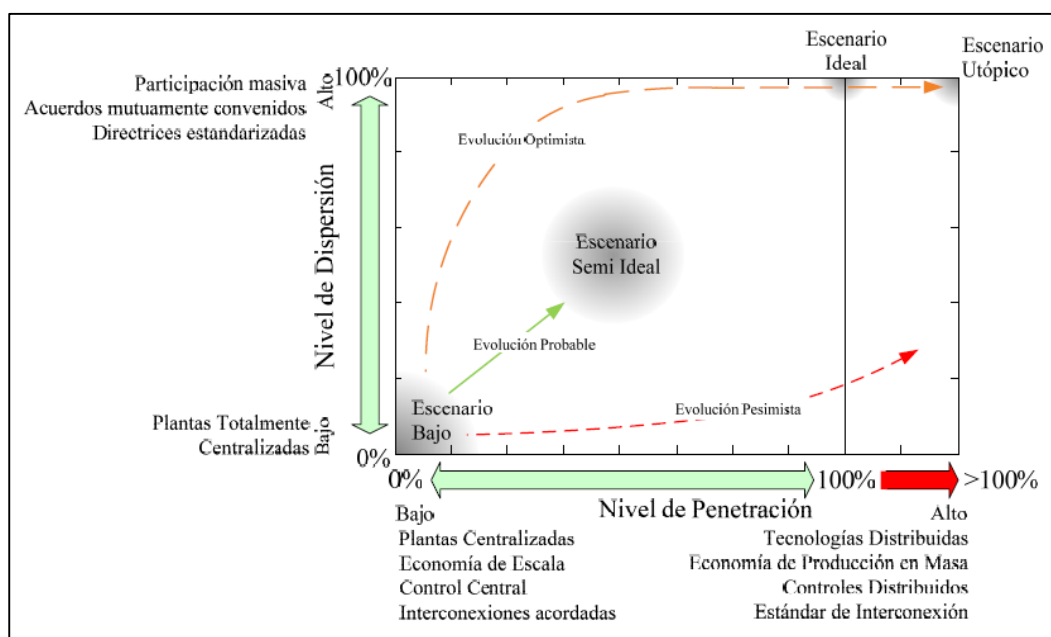 Escenario
Ideal
Escenario
Utópico
Participación masiva
Acuerdos mutuamente convenidos
Directrices estandarizadas
Alto
100%
Evolución Optimista
Nivel de Dispersión
Escenario
Semi Ideal
Evolución Probable
Escenario
Bajo
Evolución Pesimista
Plantas Totalmente
Centralizadas
Bajo
0%
0%
100%
>100%
Nivel de Penetración
Bajo
Plantas Centralizadas
Economía de Escala
Control Central
Interconexiones acordadas
Alto
Tecnologías Distribuidas
Economía de Producción en Masa
Controles Distribuidos
Estándar de Interconexión